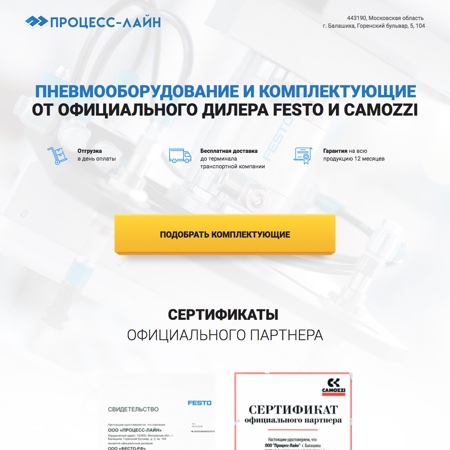 ПРОЦЕСС-ЛАЙН
443190, Московская область
г. Балашиха, Горенский бульвар, 5, 104
ПНЕВМООБОРУДОВАНИЕ И КОМПЛЕКТУЮЩИЕ
ОТ ОФИЦИАЛЬНОГО ДИЛЕРА FESTO И CAMOZZI
Отгрузка
в день оплаты
Бесплатная доставка
до терминала
транспортной компании
Гарантия на всю
продукцию 12 месяцев
FESTO
ПОДОБРАТЬ КОМПЛЕКТУЮЩИЕ
СЕРТИФИКАТЫ
ОФИЦИАЛЬНОГО ПАРТНЕРА
FESTO
СВИДЕТЕЛЬСТВО
ООО «ПРОЦЕСС-ЛАЙН»
ООО «ФЕСТО-РФ»
CAMOZZI
СЕРТИФИКАТ
официального партнера
Настоящим удостоверяется, что
ООО "Процесс-Лайн" г. Балашиха